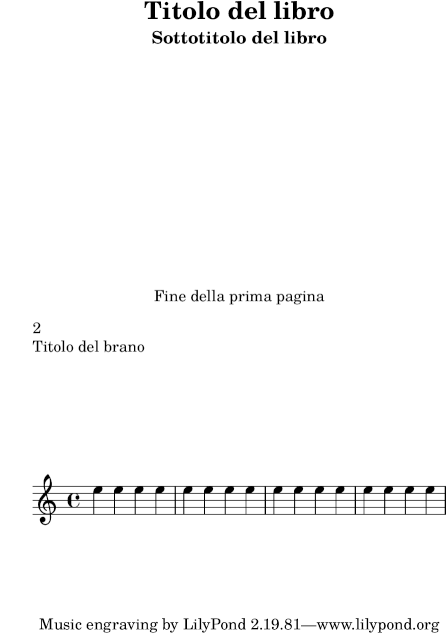 Titolo del libro
Sottotitolo del libro
Fine della prima pagina
2
Titolo del brano
Music engraving by LilyPond 2.19.81—www.lilypond.org